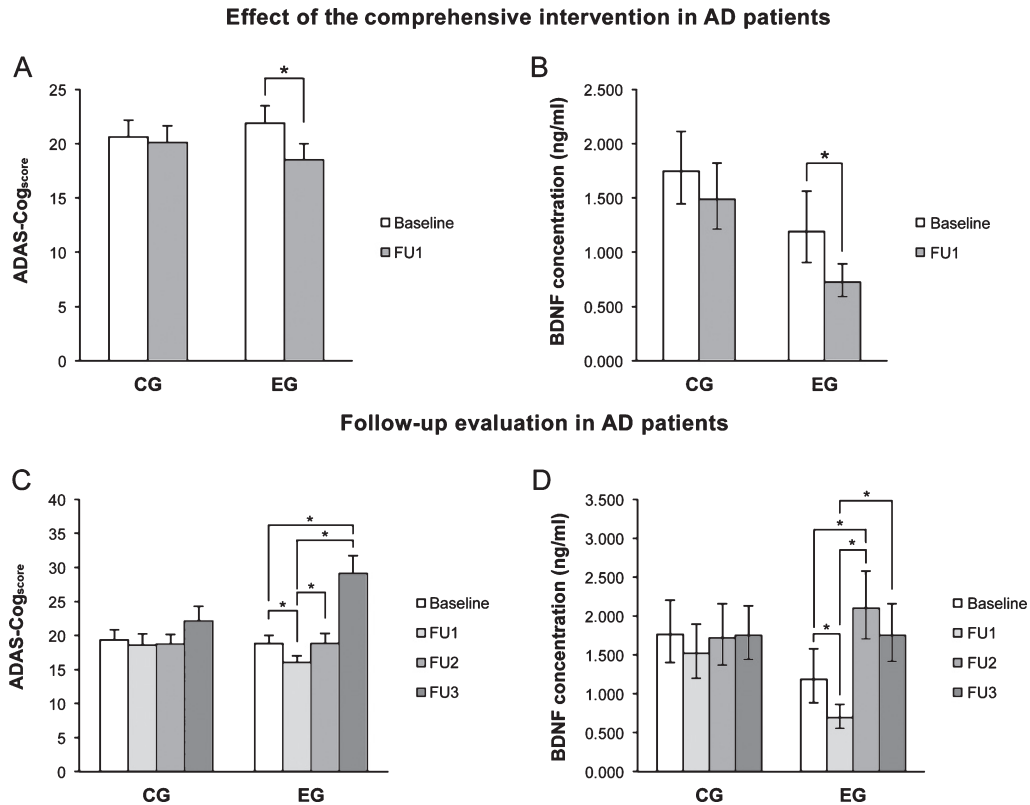 Effect of the comprehensive intervention in AD patients
A
ADAS-Cogscore
25
20
15
10
5
0
*
CG
EG
Baseline
FU1
B
BDNF concentration (ng/ml)
2.500
2.000
1.500
1.000
0.500
0.000
*
CG
EG
Baseline
FU1
Follow-up evaluation in AD patients
C
ADAS-Cogscore
40
35
30
25
20
15
10
5
0
*
*
*
*
CG
EG
Baseline
FU1
FU2
FU3
D
BDNF concentration (ng/ml)
3.500
3.000
2.500
2.000
1.500
1.000
0.500
0.000
*
*
*
*
CG
EG
Baseline
FU1
FU2
FU3